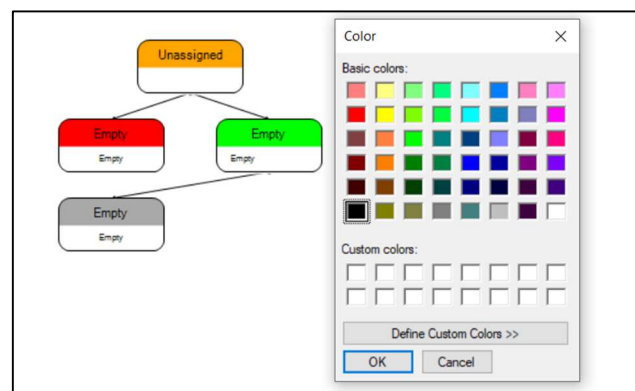 Unassigned
Empty
Empty
Empty
Empty
Empty
Empty
Color
Basic colors:
Custom colors:
Define Custom Colors >>
OK
Cancel